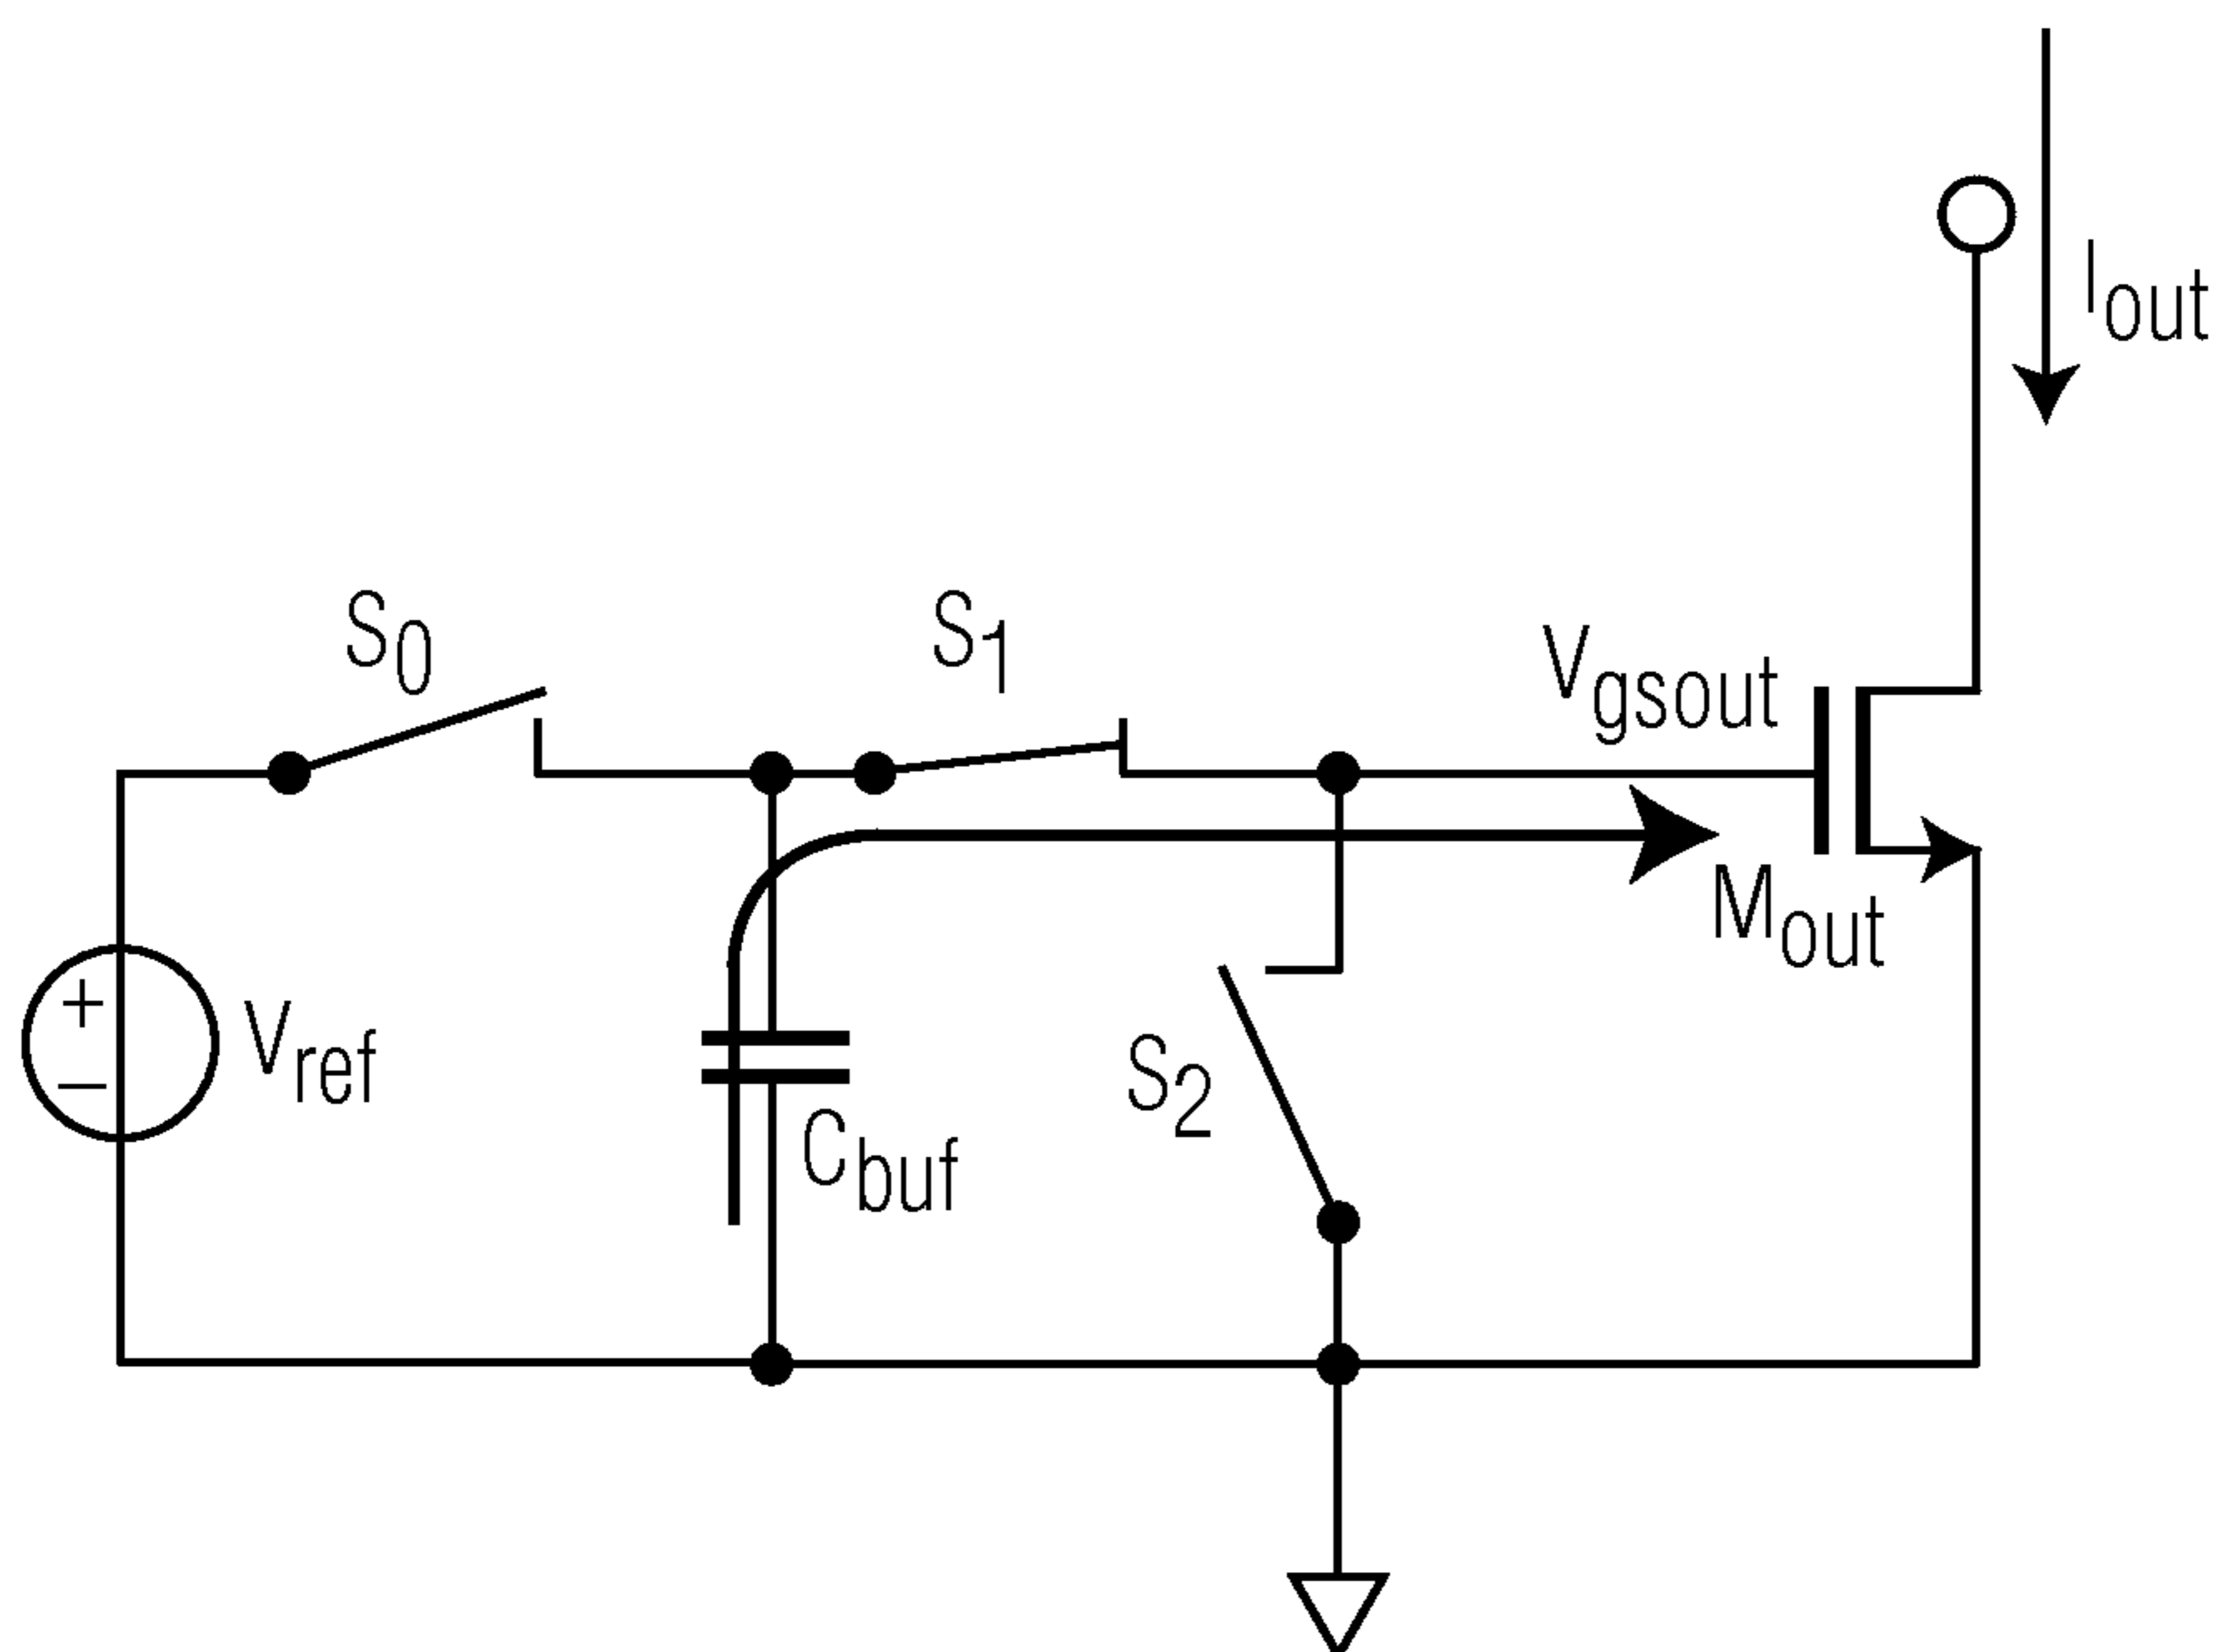 I_out
S_0
S_1
V_gsout
M_out
+
−
V_ref
C_buf
S_2